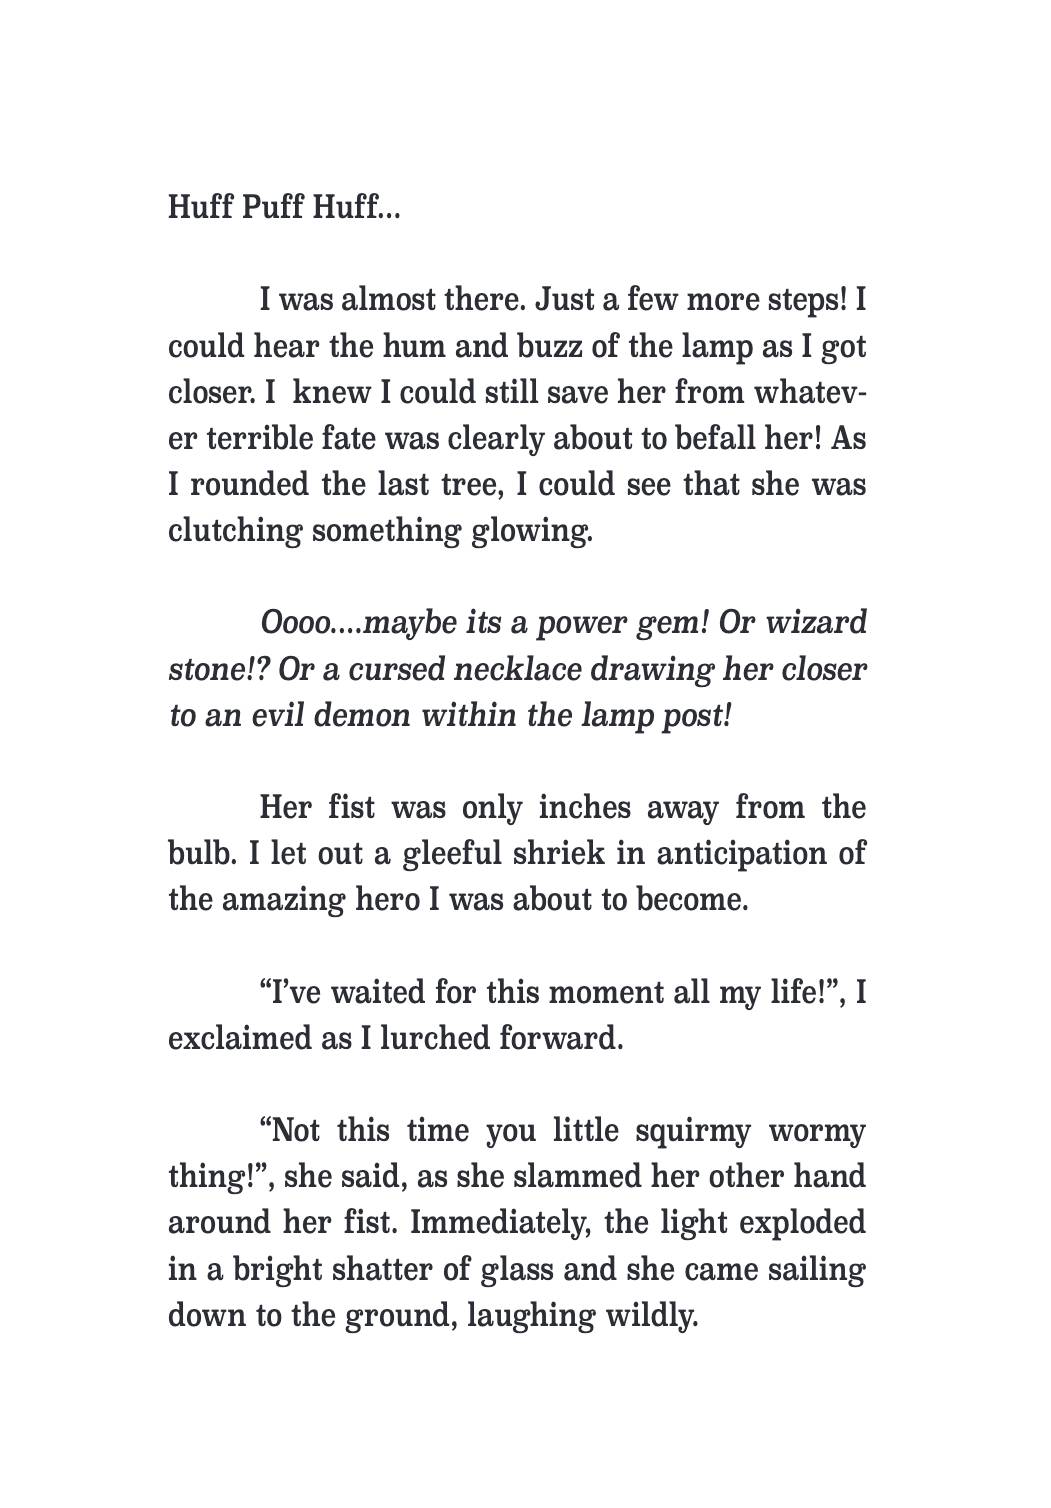 Huff Puff Huff...
I was almost there. Just a few more steps! I
could hear the hum and buzz of the lamp as I got
closer. I  knew I could still save her from whatev-
er terrible fate was clearly about to befall her! As
I rounded the last tree, I could see that she was
clutching something glowing.
Oooo....maybe its a power gem! Or wizard
stone!? Or a cursed necklace drawing her closer
to an evil demon within the lamp post!
Her fist was only inches away from the
bulb. I let out a gleeful shriek in anticipation of
the amazing hero I was about to become.
“I’ve waited for this moment all my life!”, I
exclaimed as I lurched forward.
“Not this time you little squirmy wormy
thing!”, she said, as she slammed her other hand
around her fist. Immediately, the light exploded
in a bright shatter of glass and she came sailing
down to the ground, laughing wildly.